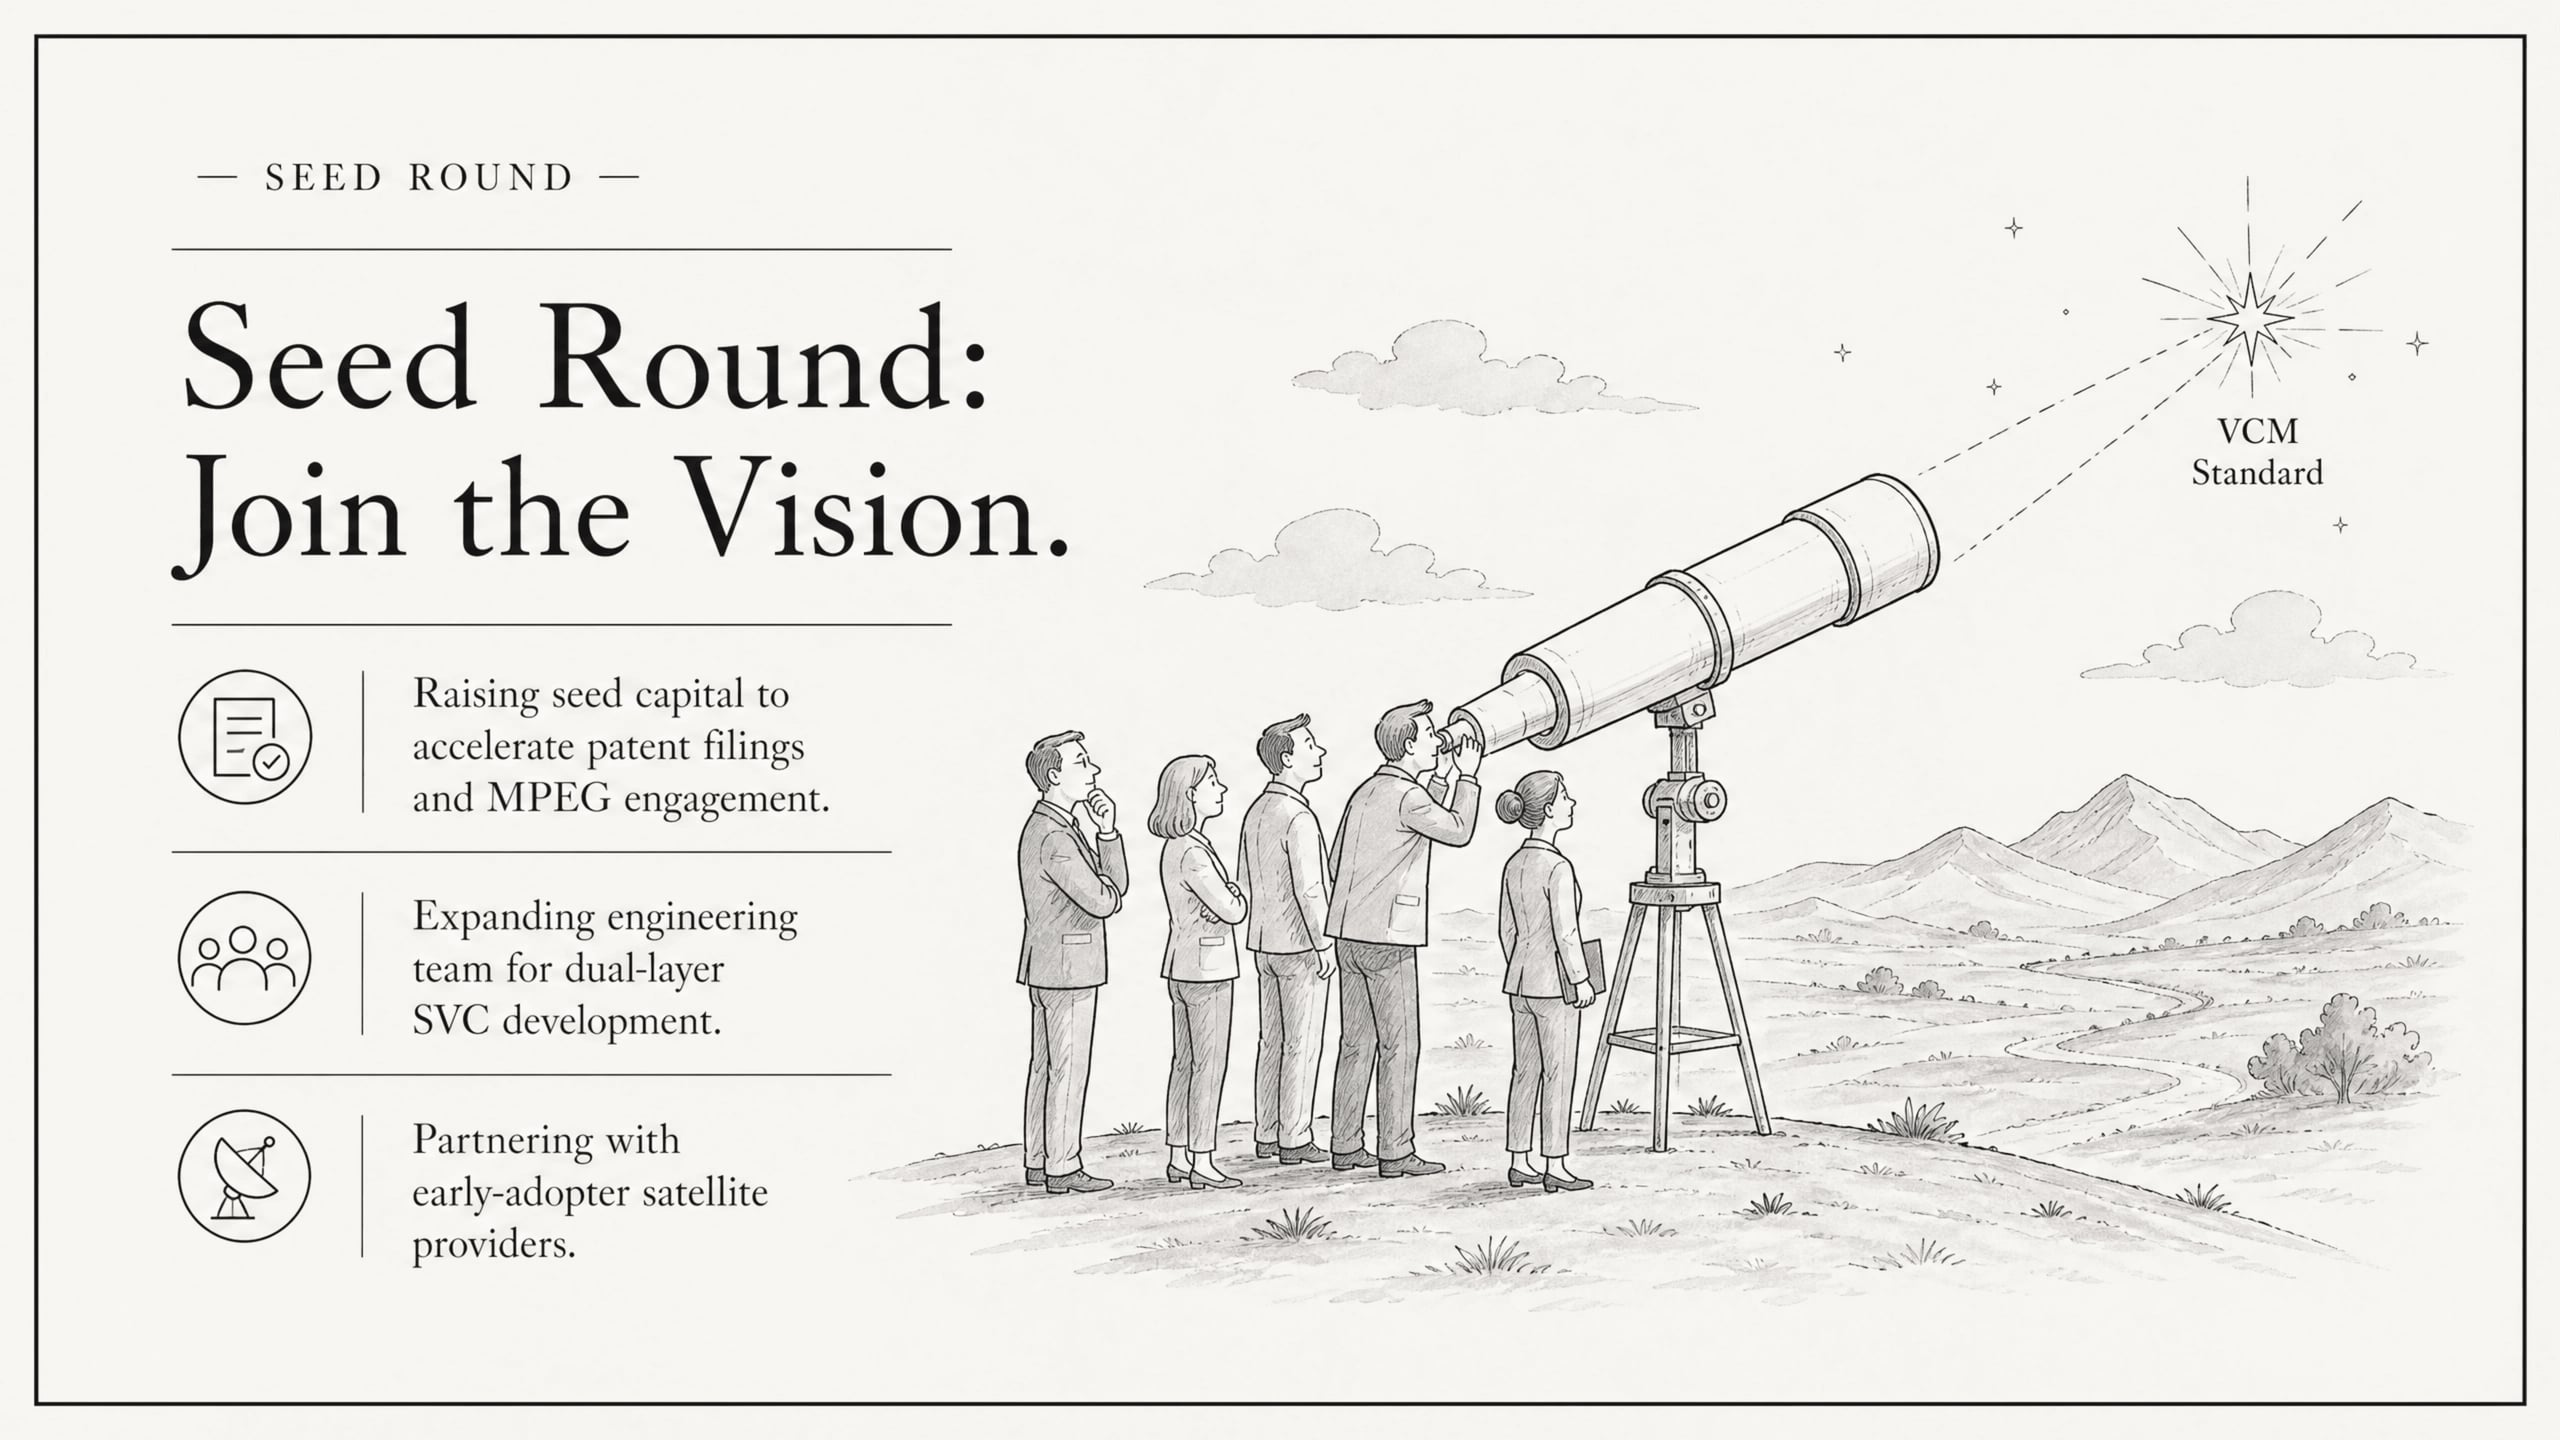 — SEED ROUND —
Seed Round:
Join the Vision.
Raising seed capital to
accelerate patent filings
and MPEG engagement.
Expanding engineering
team for dual-layer
SVC development.
Partnering with
early-adopter satellite
providers.
VCM
Standard